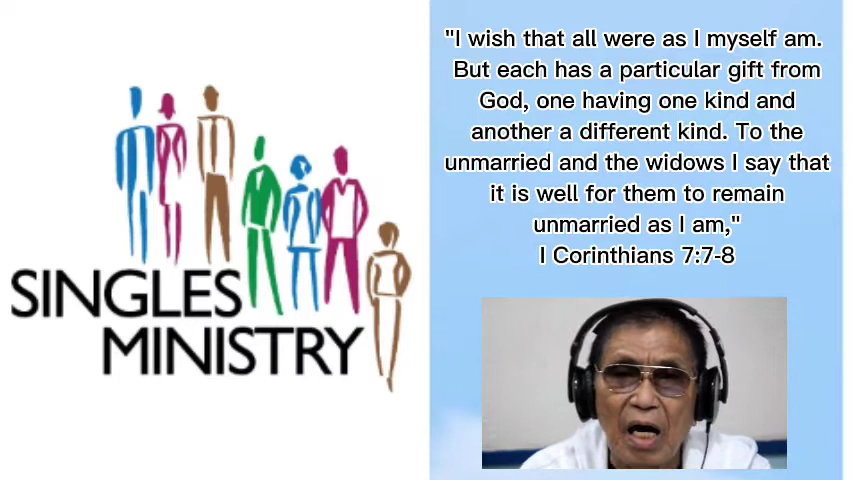 SINGLES
MINISTRY
"I wish that all were as I myself am.
But each has a particular gift from
God, one having one kind and
another a different kind. To the
unmarried and the widows I say that
it is well for them to remain
unmarried as I am,"
I Corinthians 7:7-8